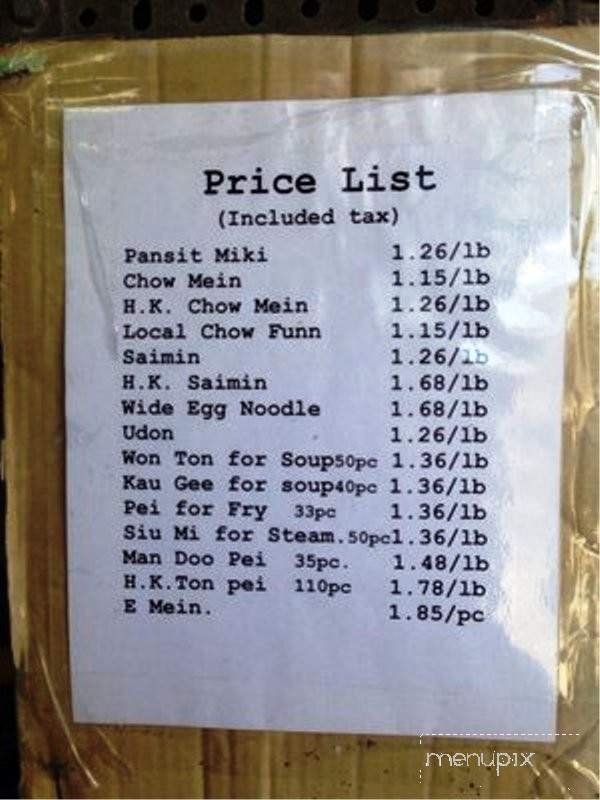 Price List
(Included tax)
Pansit Miki 1.26/lb
Chow Mein 1.15/lb
H.K. Chow Mein 1.26/lb
Local Chow Funn 1.15/lb
Saimin 1.26/lb
H.K. Saimin 1.68/lb
Wide Egg Noodle 1.68/lb
Udon 1.26/lb
Won Ton for Soup50pc 1.36/lb
Kau Gee for soup40pc 1.36/lb
Pei for Fry 33pc 1.36/lb
Siu Mi for Steam.50pc1.36/lb
Man Doo Pei 35pc. 1.48/lb
H.K.Ton pei 110pc 1.78/lb
E Mein. 1.85/pc
menupix